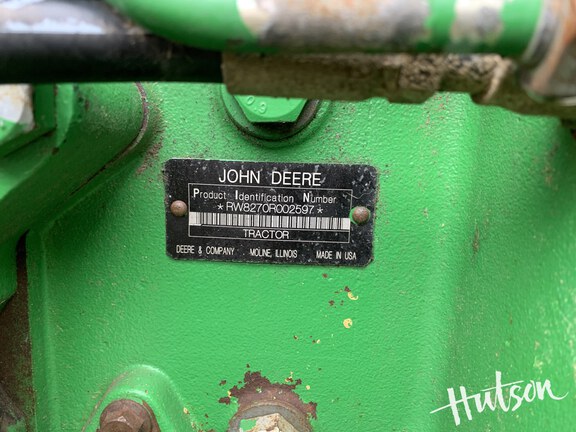 JOHN DEERE
Product Identification Number
*RW8270R002597*
TRACTOR
DEERE & COMPANY MOLINE, ILLINOIS MADE IN USA
Hutson